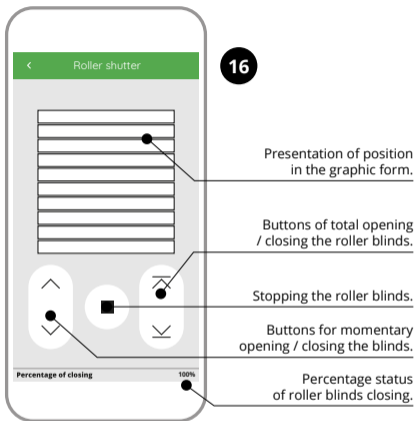 ‹ Roller shutter
16
Presentation of position
in the graphic form.
Buttons of total opening
/ closing the roller blinds.
Stopping the roller blinds.
Buttons for momentary
opening / closing the blinds.
Percentage of closing 100%
Percentage status
of roller blinds closing.